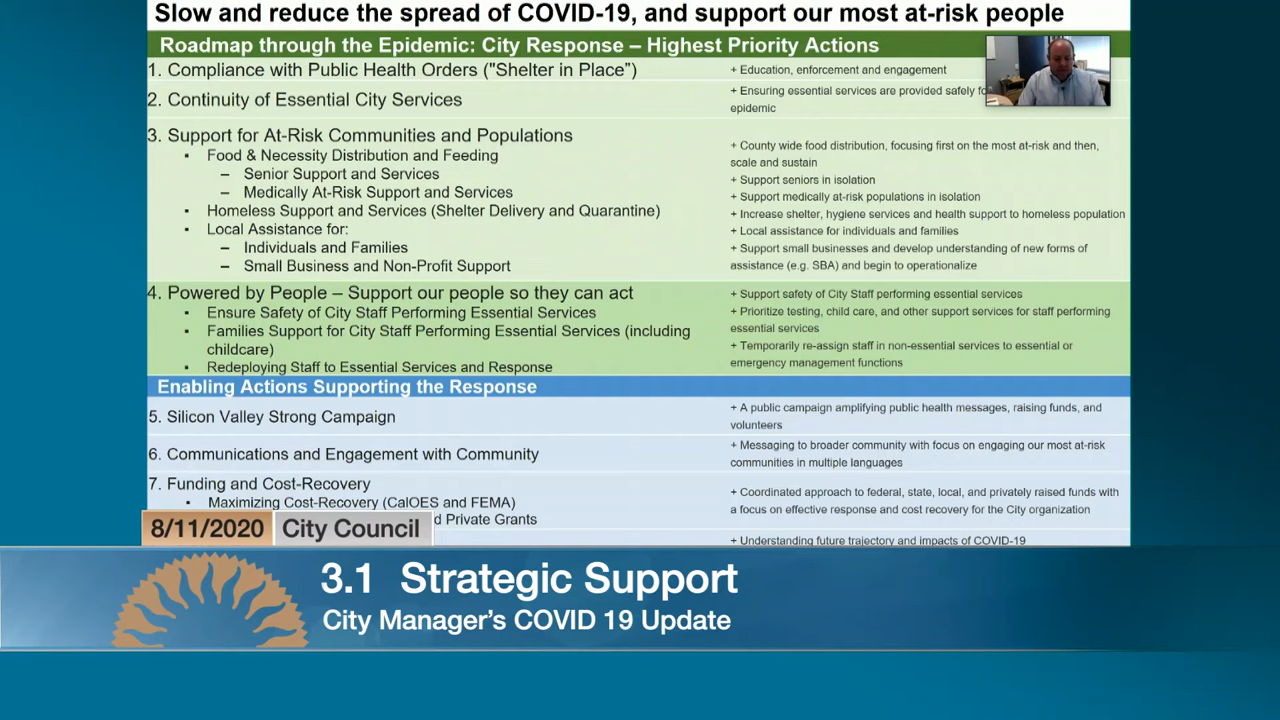 Slow and reduce the spread of COVID-19, and support our most at-risk people
Roadmap through the Epidemic: City Response – Highest Priority Actions
1. Compliance with Public Health Orders ("Shelter in Place”)
+ Education, enforcement and engagement
2. Continuity of Essential City Services
+ Ensuring essential services are provided safely
epidemic
3. Support for At-Risk Communities and Populations
▪ Food & Necessity Distribution and Feeding
– Senior Support and Services
– Medically At-Risk Support and Services
▪ Homeless Support and Services (Shelter Delivery and Quarantine)
▪ Local Assistance for:
– Individuals and Families
– Small Business and Non-Profit Support
+ County wide food distribution, focusing first on the most at-risk and then,
scale and sustain
+ Support seniors in isolation
+ Support medically at-risk populations in isolation
+ Increase shelter, hygiene services and health support to homeless population
+ Local assistance for individuals and families
+ Support small businesses and develop understanding of new forms of
assistance (e.g. SBA) and begin to operationalize
4. Powered by People – Support our people so they can act
▪ Ensure Safety of City Staff Performing Essential Services
▪ Families Support for City Staff Performing Essential Services (including
childcare)
▪ Redeploying Staff to Essential Services and Response
+ Support safety of City Staff performing essential services
+ Prioritize testing, child care, and other support services for staff performing
essential services
+ Temporarily re-assign staff in non-essential services to essential or
emergency management functions
Enabling Actions Supporting the Response
5. Silicon Valley Strong Campaign
+ A public campaign amplifying public health messages, raising funds, and
volunteers
6. Communications and Engagement with Community
+ Messaging to broader community with focus on engaging our most at-risk
communities in multiple languages
7. Funding and Cost-Recovery
▪ Maximizing Cost-Recovery (CalOES and FEMA)
d Private Grants
+ Coordinated approach to federal, state, local, and privately raised funds with
a focus on effective response and cost recovery for the City organization
+ Understanding future trajectory and impacts of COVID-19
8/11/2020 City Council
3.1 Strategic Support
City Manager's COVID 19 Update